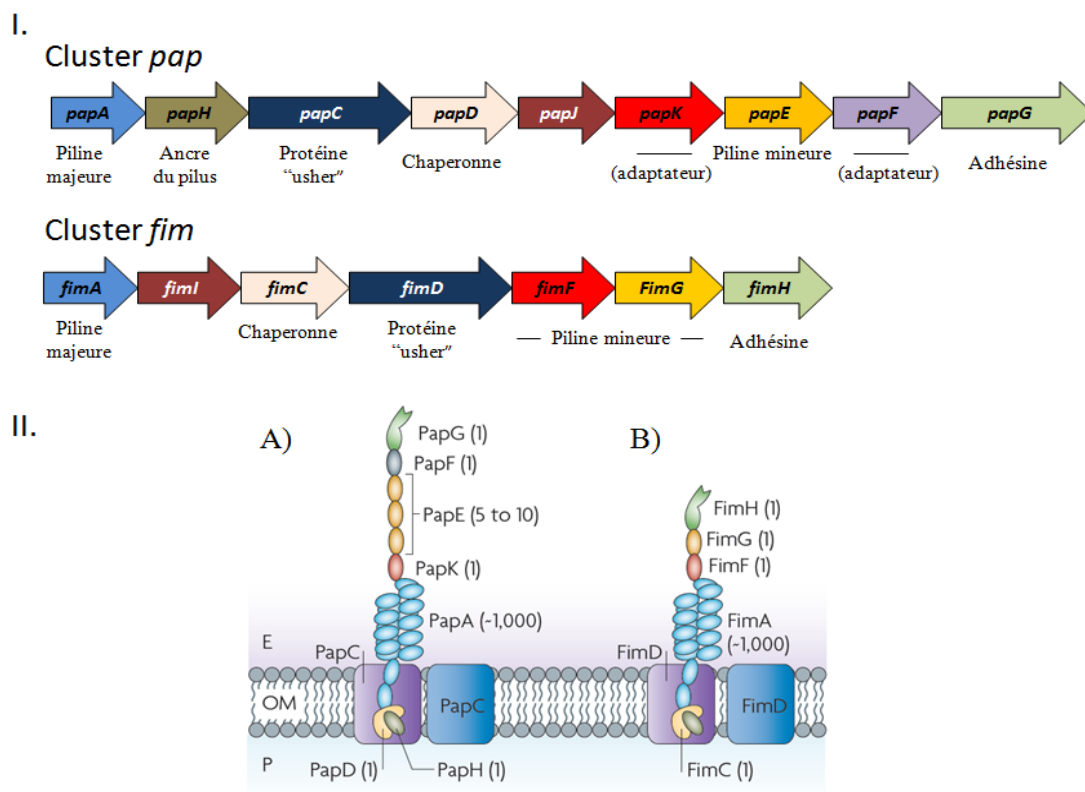 I.
Cluster pap
papA papH papC papD papJ papK papE papF papG
Piline majeure
Ancre du pilus
Protéine “usher”
Chaperonne
(adaptateur)
Piline mineure
(adaptateur)
Adhésine
Cluster fim
fimA fimI fimC fimD fimF FimG fimH
Piline majeure
Chaperonne
Protéine “usher”
Piline mineure
Adhésine
II.
A)
PapG (1)
PapF (1)
PapE (5 to 10)
PapK (1)
PapA (~1,000)
E
PapC
OM
PapC
P
PapD (1)
PapH (1)
B)
FimH (1)
FimG (1)
FimF (1)
FimA
(~1,000)
FimD
FimD
FimC (1)